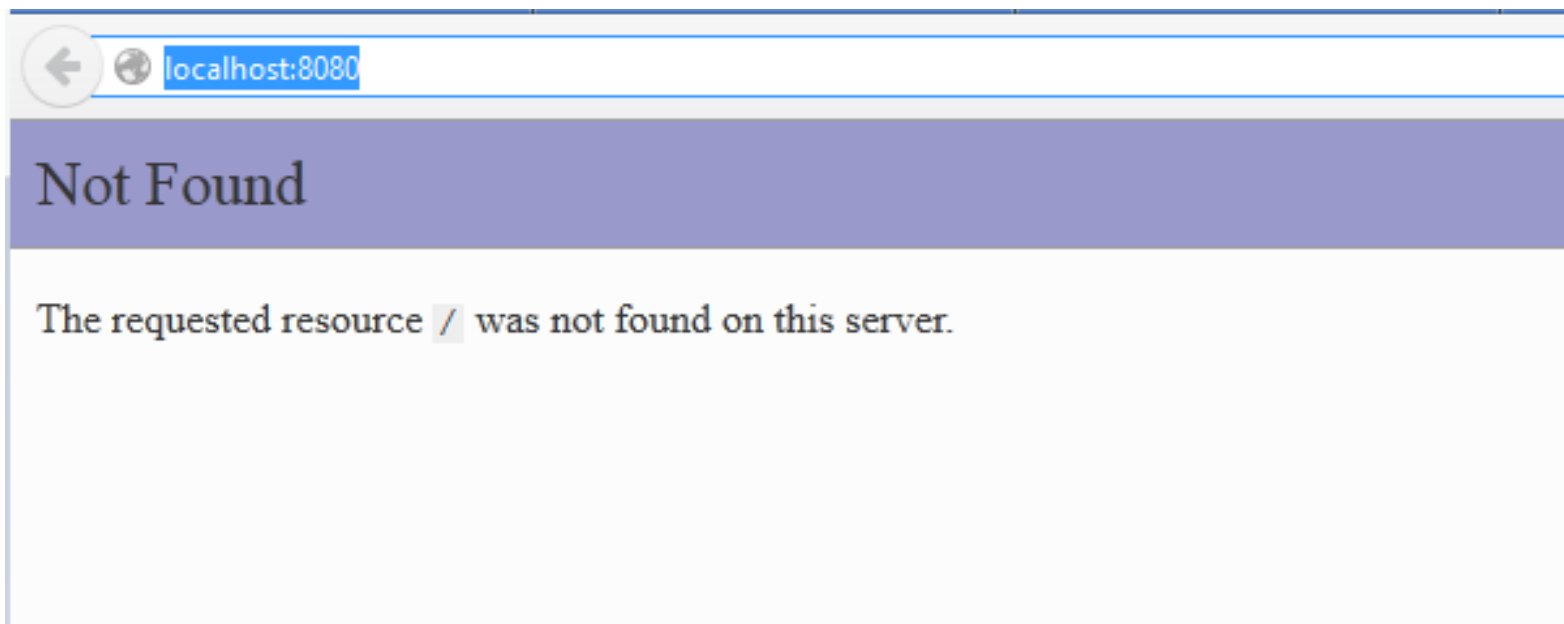 localhost:8080
Not Found
The requested resource / was not found on this server.